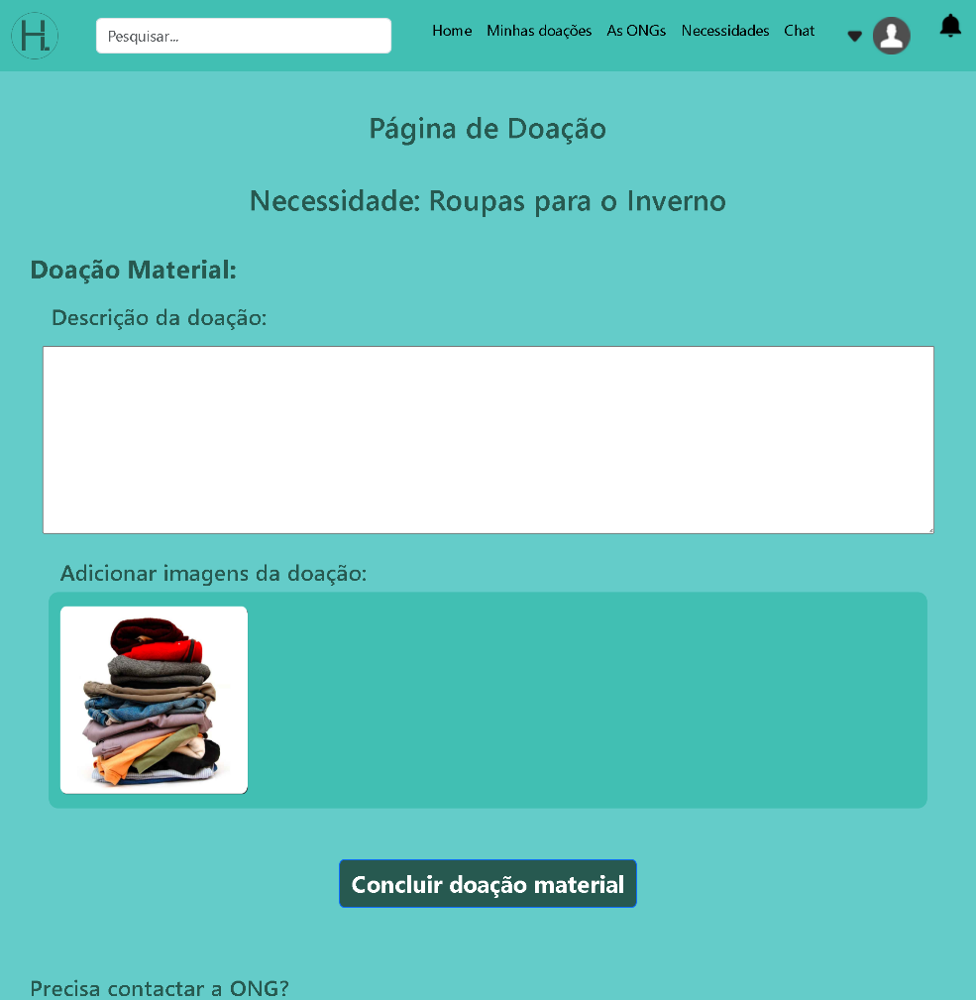 H.
Pesquisar...
Home Minhas doações As ONGs Necessidades Chat
Página de Doação
Necessidade: Roupas para o Inverno
Doação Material:
Descrição da doação:
Adicionar imagens da doação:
Concluir doação material
Precisa contactar a ONG?